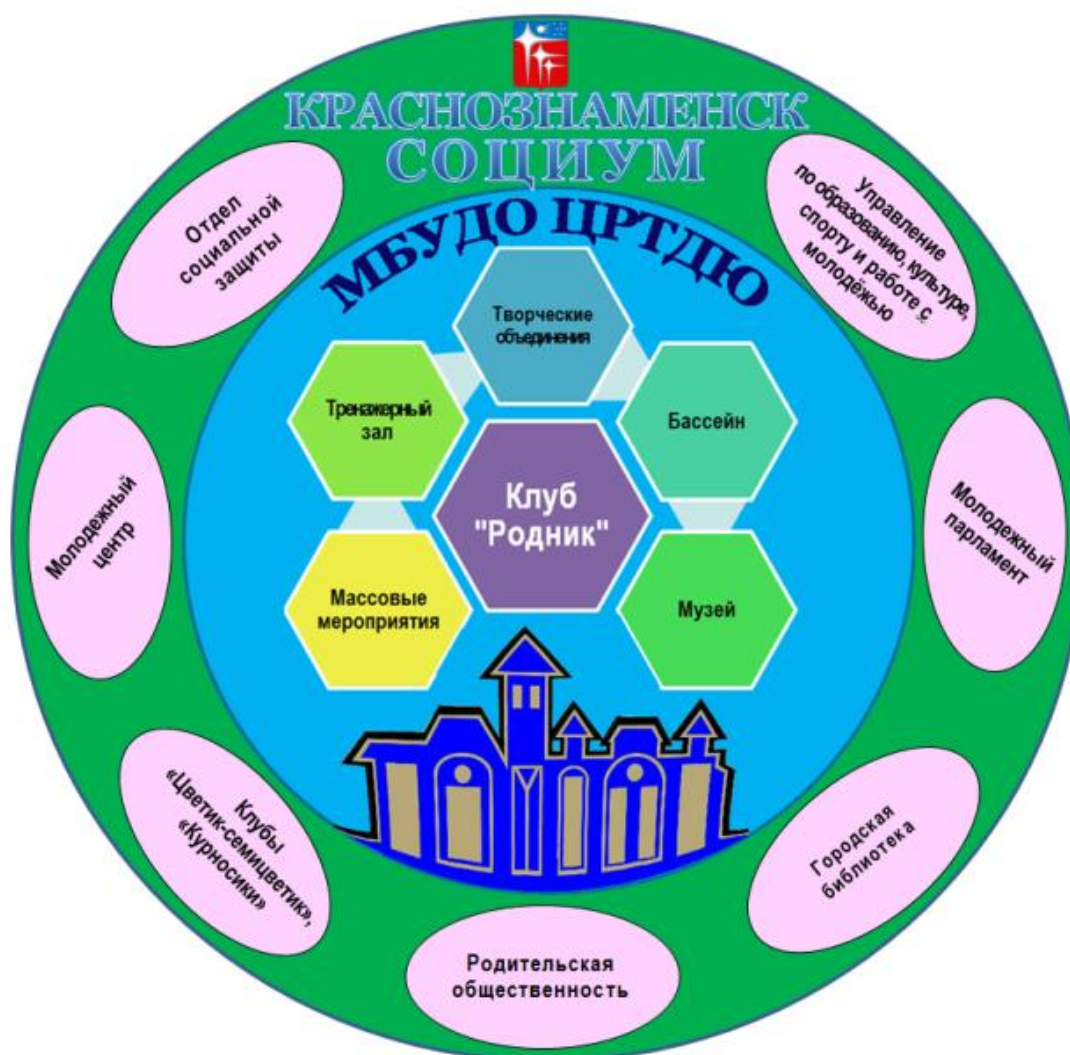 КРАСНОЗНАМЕНСК
СОЦИУМ
Отдел
социальной
защиты
Управление
по образованию, культуре,
спорту и работе с
молодёжью
МБУДО ЦРТДЮ
Творческие
объединения
Тренажерный
зал
Бассейн
Клуб
"Родник"
Массовые
мероприятия
Музей
Молодежный
центр
Молодежный
парламент
Клубы
«Цветик-семицветик»,
«Курносики»
Городская
библиотека
Родительская
общественность